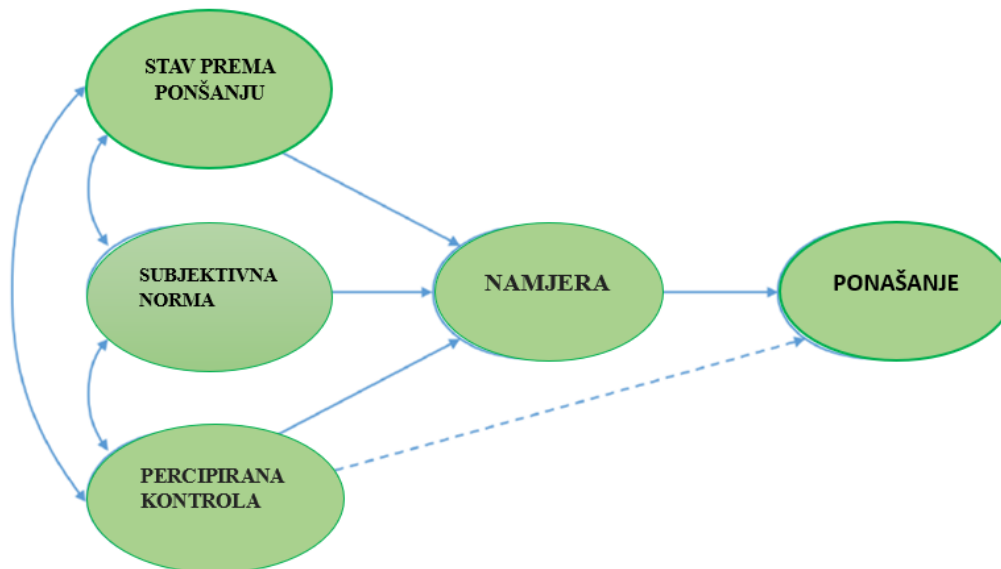 STAV PREMA
PONŠANJU
SUBJEKTIVNA
NORMA
NAMJERA
PONAŠANJE
PERCIPIRANA
KONTROLA